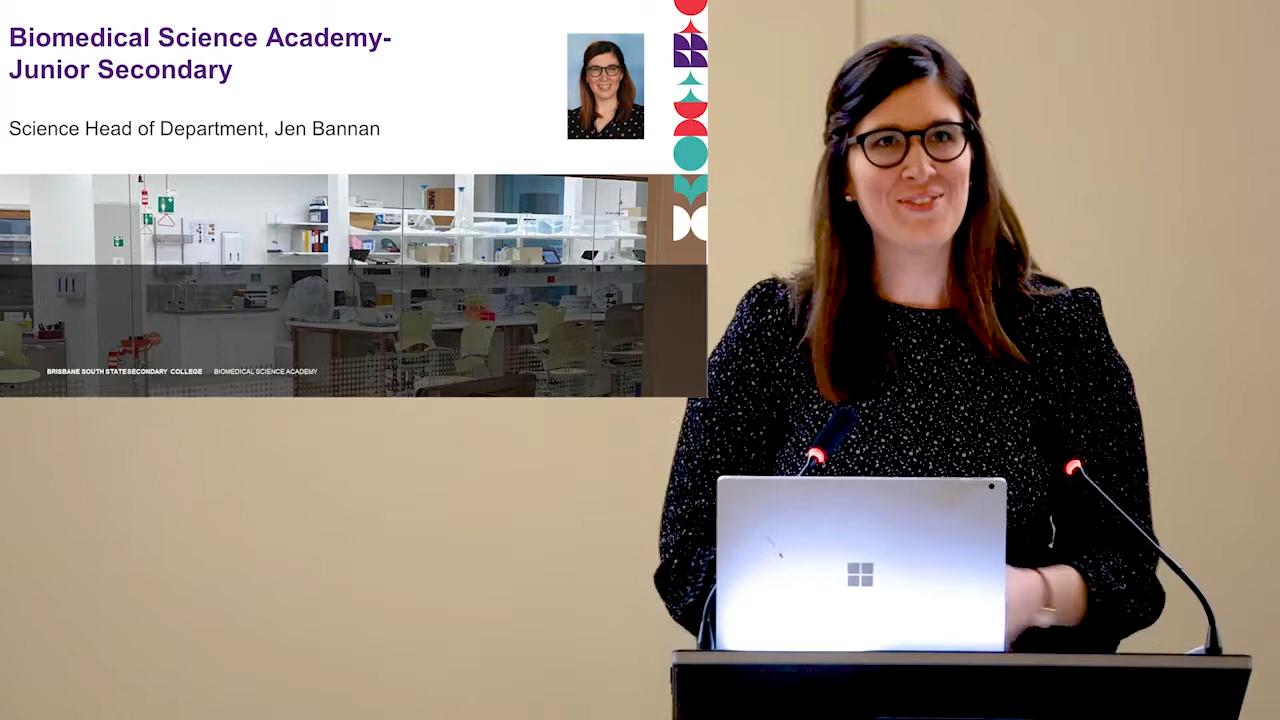 Biomedical Science Academy-
Junior Secondary
Science Head of Department, Jen Bannan
BRISBANE SOUTH STATE SECONDARY COLLEGE BIOMEDICAL SCIENCE ACADEMY